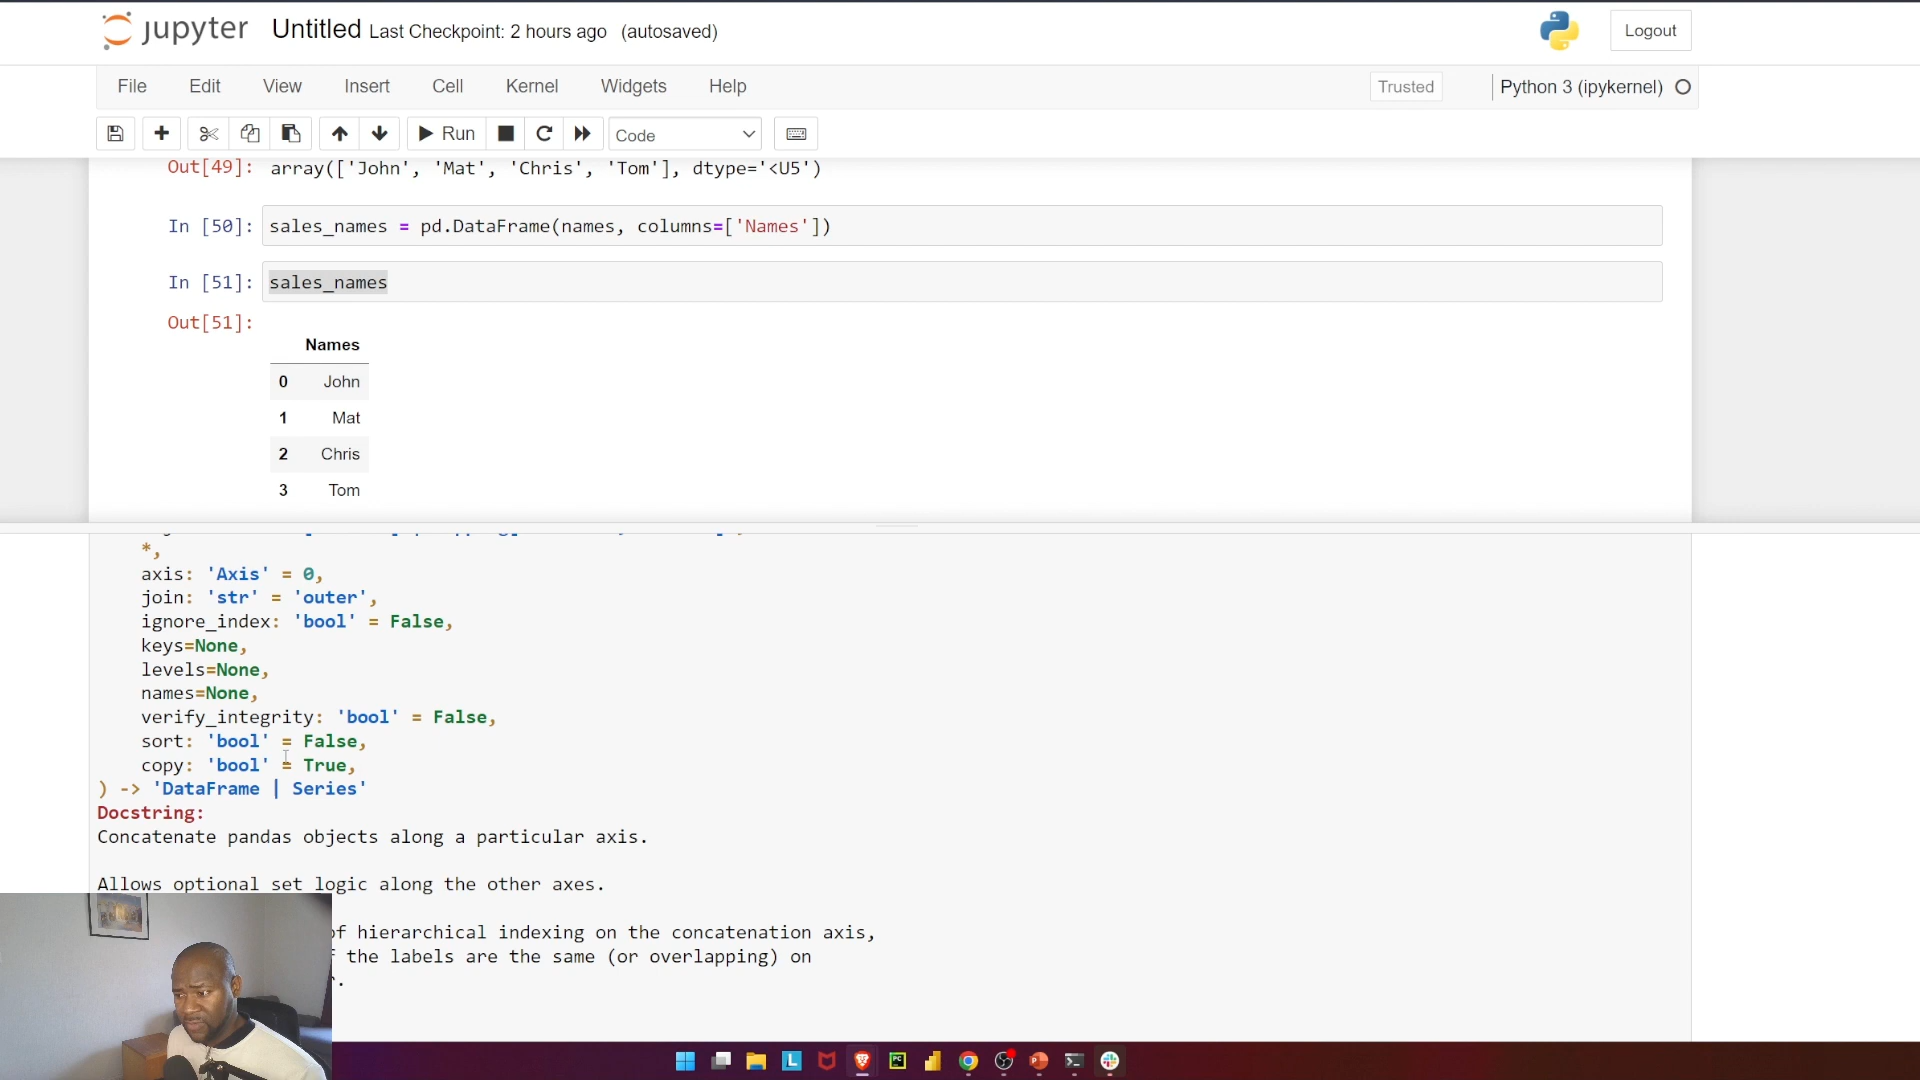 jupyter Untitled Last Checkpoint: 2 hours ago (autosaved)
Logout
File Edit View Insert Cell Kernel Widgets Help
Trusted Python 3 (ipykernel)
Run Code
Out[49]: array(['John', 'Mat', 'Chris', 'Tom'], dtype='<U5')
In [50]: sales_names = pd.DataFrame(names, columns=['Names'])
In [51]: sales_names
Out[51]:
Names
0 John
1 Mat
2 Chris
3 Tom
*,
axis: 'Axis' = 0,
join: 'str' = 'outer',
ignore_index: 'bool' = False,
keys=None,
levels=None,
names=None,
verify_integrity: 'bool' = False,
sort: 'bool' = False,
copy: 'bool' = True,
) -> 'DataFrame | Series'
Docstring:
Concatenate pandas objects along a particular axis.
Allows optional set logic along the other axes.
of hierarchical indexing on the concatenation axis,
the labels are the same (or overlapping) on
.